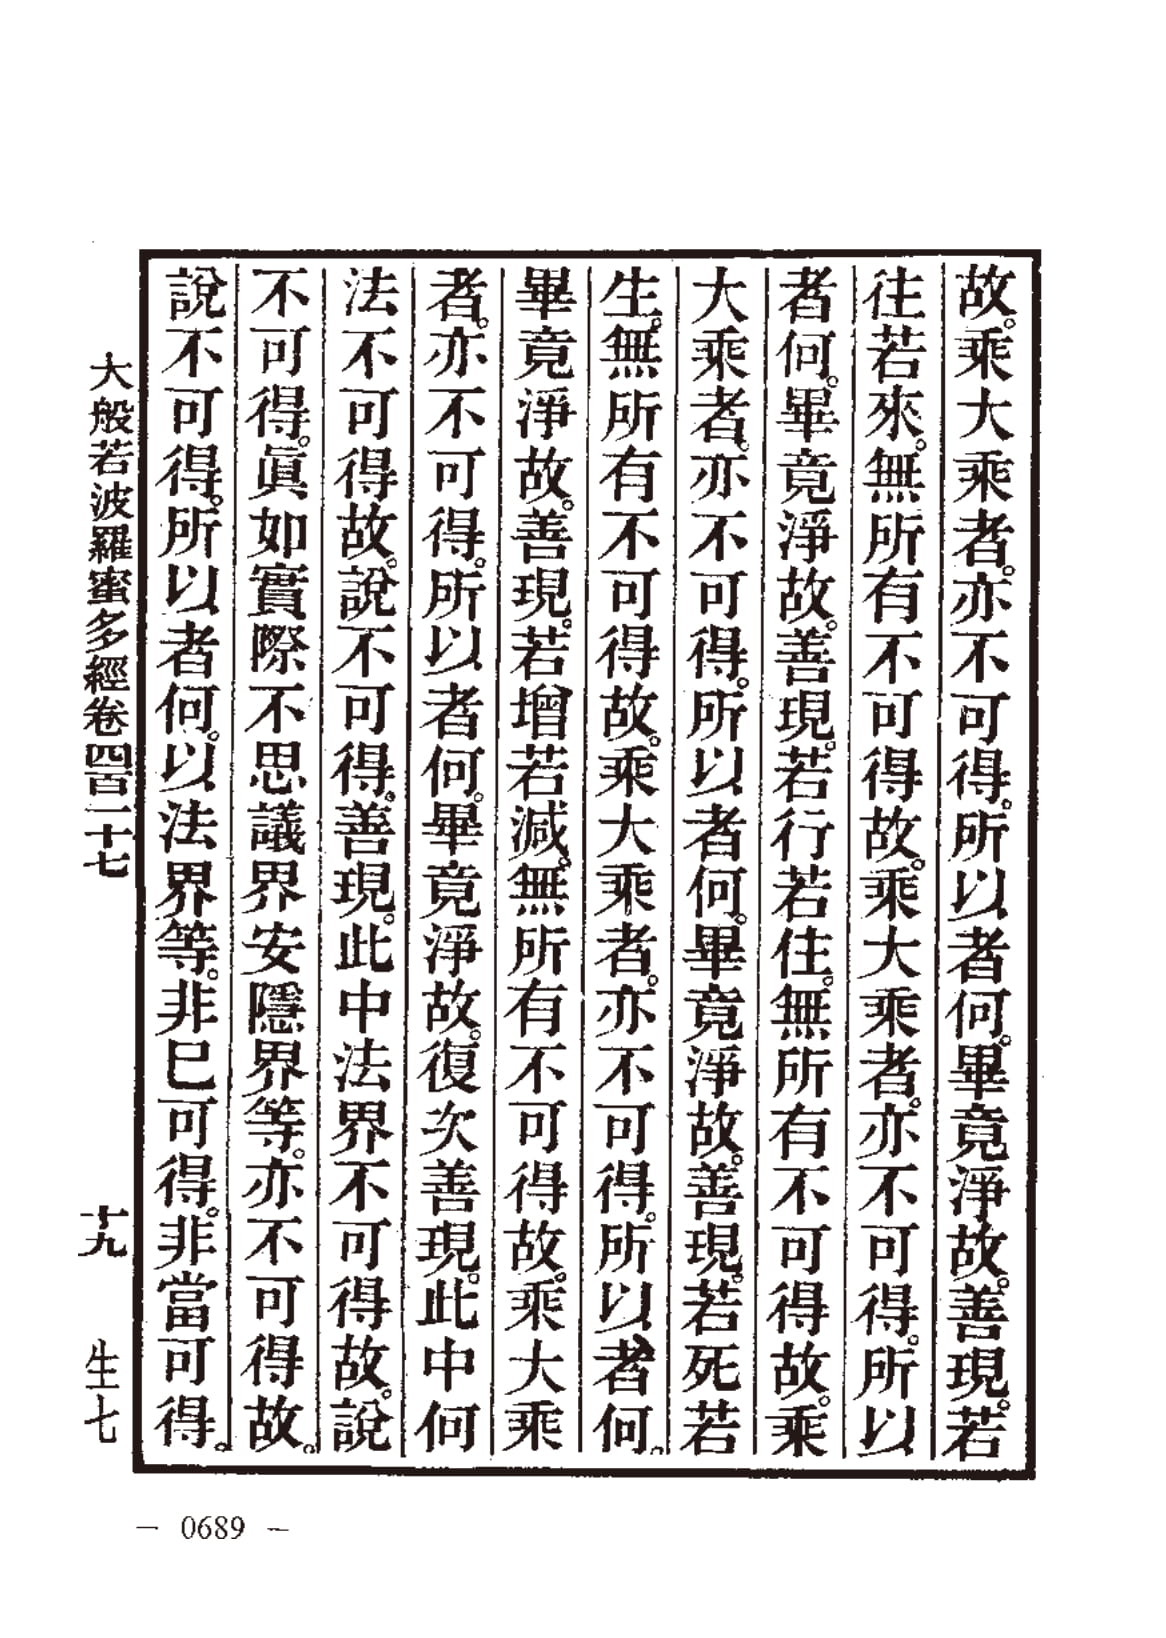 故。乘大乘者。亦不可得。所以者何。畢竟淨故。善現。若
往若來。無所有不可得故。乘大乘者。亦不可得。所以
者何。畢竟淨故。善現。若行若住。無所有不可得故。乘
大乘者。亦不可得。所以者何。畢竟淨故。善現。若死若
生。無所有不可得故。乘大乘者。亦不可得。所以者何。
畢竟淨故。善現。若增若減。無所有不可得故。乘大乘
者。亦不可得。所以者何。畢竟淨故。復次善現。此中何
法不可得故。說不可得。善現。此中法界不可得故。說
不可得。眞如實際不思議界安隱界等。亦不可得故。
說不可得。所以者何。以法界等。非巳可得。非當可得。
大般若波羅蜜多經卷四百一十七 十九 生七
— 0689 —